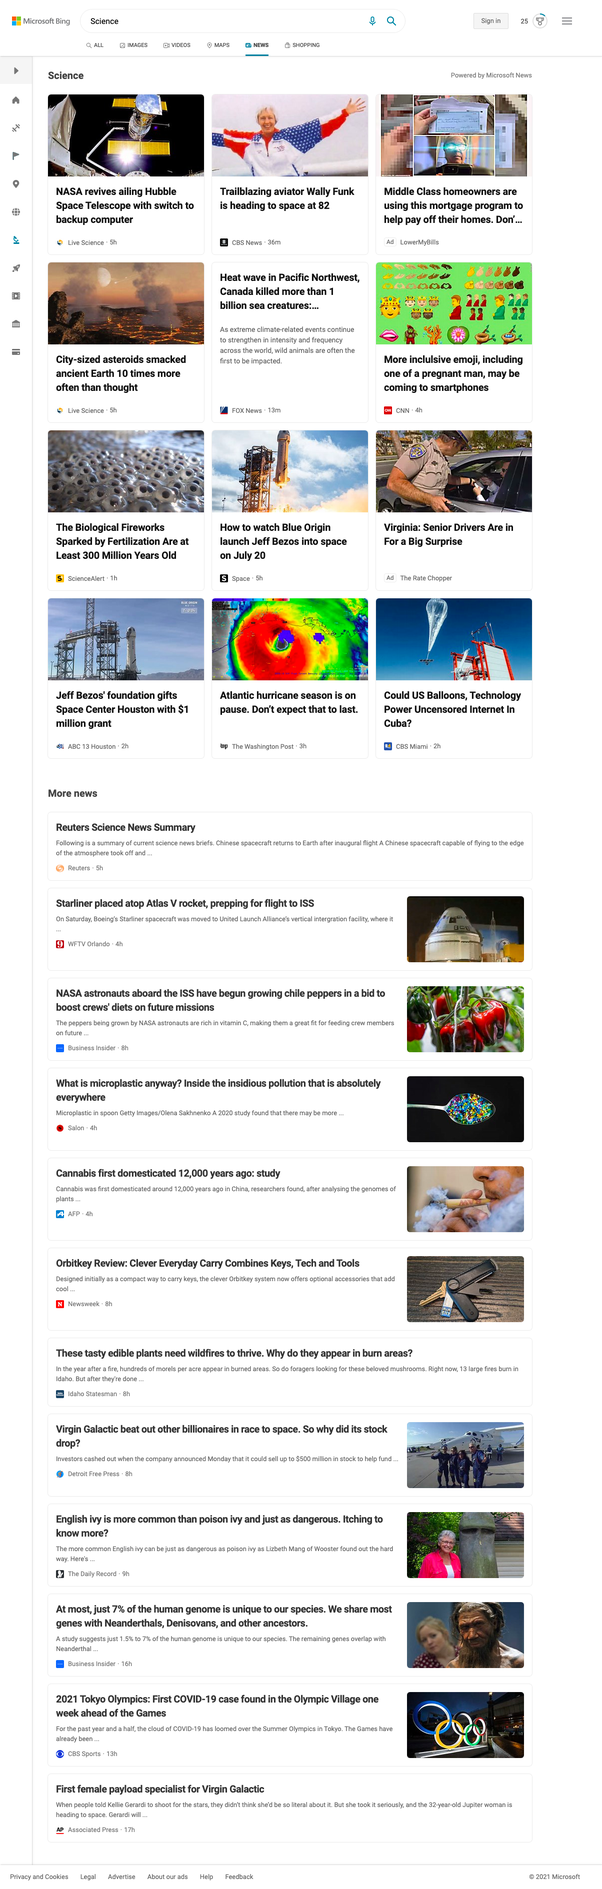 Microsoft Bing
Science
Sign in
25
ALL
IMAGES
VIDEOS
MAPS
NEWS
SHOPPING
Science
Powered by Microsoft News
NASA revives ailing Hubble
Space Telescope with switch to
backup computer
Live Science · 5h
Trailblazing aviator Wally Funk
is heading to space at 82
CBS News · 36m
Middle Class homeowners are
using this mortgage program to
help pay off their homes. Don'...
Ad LowerMyBills
City-sized asteroids smacked
ancient Earth 10 times more
often than thought
Live Science · 5h
Heat wave in Pacific Northwest,
Canada killed more than 1
billion sea creatures:...
As extreme climate-related events continue
to strengthen in intensity and frequency
across the world, wild animals are often the
first to be impacted.
FOX News · 13m
More inclulsive emoji, including
one of a pregnant man, may be
coming to smartphones
CNN · 4h
The Biological Fireworks
Sparked by Fertilization Are at
Least 300 Million Years Old
ScienceAlert · 1h
How to watch Blue Origin
launch Jeff Bezos into space
on July 20
Space · 5h
Virginia: Senior Drivers Are in
For a Big Surprise
Ad The Rate Chopper
Jeff Bezos' foundation gifts
Space Center Houston with $1
million grant
ABC 13 Houston · 2h
Atlantic hurricane season is on
pause. Don't expect that to last.
The Washington Post · 3h
Could US Balloons, Technology
Power Uncensored Internet In
Cuba?
CBS Miami · 2h
More news
Reuters Science News Summary
Following is a summary of current science news briefs. Chinese spacecraft returns to Earth after inaugural flight A Chinese spacecraft capable of flying to the edge
of the atmosphere took off and ...
Reuters · 5h
Starliner placed atop Atlas V rocket, prepping for flight to ISS
On Saturday, Boeing's Starliner spacecraft was moved to United Launch Alliance's vertical intergration facility, where it
...
WFTV Orlando · 4h
NASA astronauts aboard the ISS have begun growing chile peppers in a bid to
boost crews' diets on future missions
The peppers being grown by NASA astronauts are rich in vitamin C, making them a great fit for feeding crew members
on future ...
Business Insider · 8h
What is microplastic anyway? Inside the insidious pollution that is absolutely
everywhere
Microplastic in spoon Getty Images/Olena Sakhnenko A 2020 study found that there may be more ...
Salon · 4h
Cannabis first domesticated 12,000 years ago: study
Cannabis was first domesticated around 12,000 years ago in China, researchers found, after analysing the genomes of
plants ...
AFP · 4h
Orbitkey Review: Clever Everyday Carry Combines Keys, Tech and Tools
Designed initially as a compact way to carry keys, the clever Orbitkey system now offers optional accessories that add
cool ...
Newsweek · 8h
These tasty edible plants need wildfires to thrive. Why do they appear in burn areas?
In the year after a fire, hundreds of morels per acre appear in burned areas. So do foragers looking for these beloved mushrooms. Right now, 13 large fires burn in
Idaho. But after they're done ...
Idaho Statesman · 8h
Virgin Galactic beat out other billionaires in race to space. So why did its stock
drop?
Investors cashed out when the company announced Monday that it could sell up to $500 million in stock to help fund ...
Detroit Free Press · 8h
English ivy is more common than poison ivy and just as dangerous. Itching to
know more?
The more common English ivy can be just as dangerous as poison ivy as Lizbeth Mang of Wooster found out the hard
way. Here's ...
The Daily Record · 9h
At most, just 7% of the human genome is unique to our species. We share most
genes with Neanderthals, Denisovans, and other ancestors.
A study suggests just 1.5% to 7% of the human genome is unique to our species. The remaining genes overlap with
Neanderthal ...
Business Insider · 16h
2021 Tokyo Olympics: First COVID-19 case found in the Olympic Village one
week ahead of the Games
For the past year and a half, the cloud of COVID-19 has loomed over the Summer Olympics in Tokyo. The Games have
already been ...
CBS Sports · 13h
First female payload specialist for Virgin Galactic
When people told Kellie Gerardi to shoot for the stars, they didn't think she'd be so literal about it. But she took it seriously, and the 32-year-old Jupiter woman is
heading to space. Gerardi will ...
Associated Press · 17h
Privacy and Cookies
Legal
Advertise
About our ads
Help
Feedback
© 2021 Microsoft